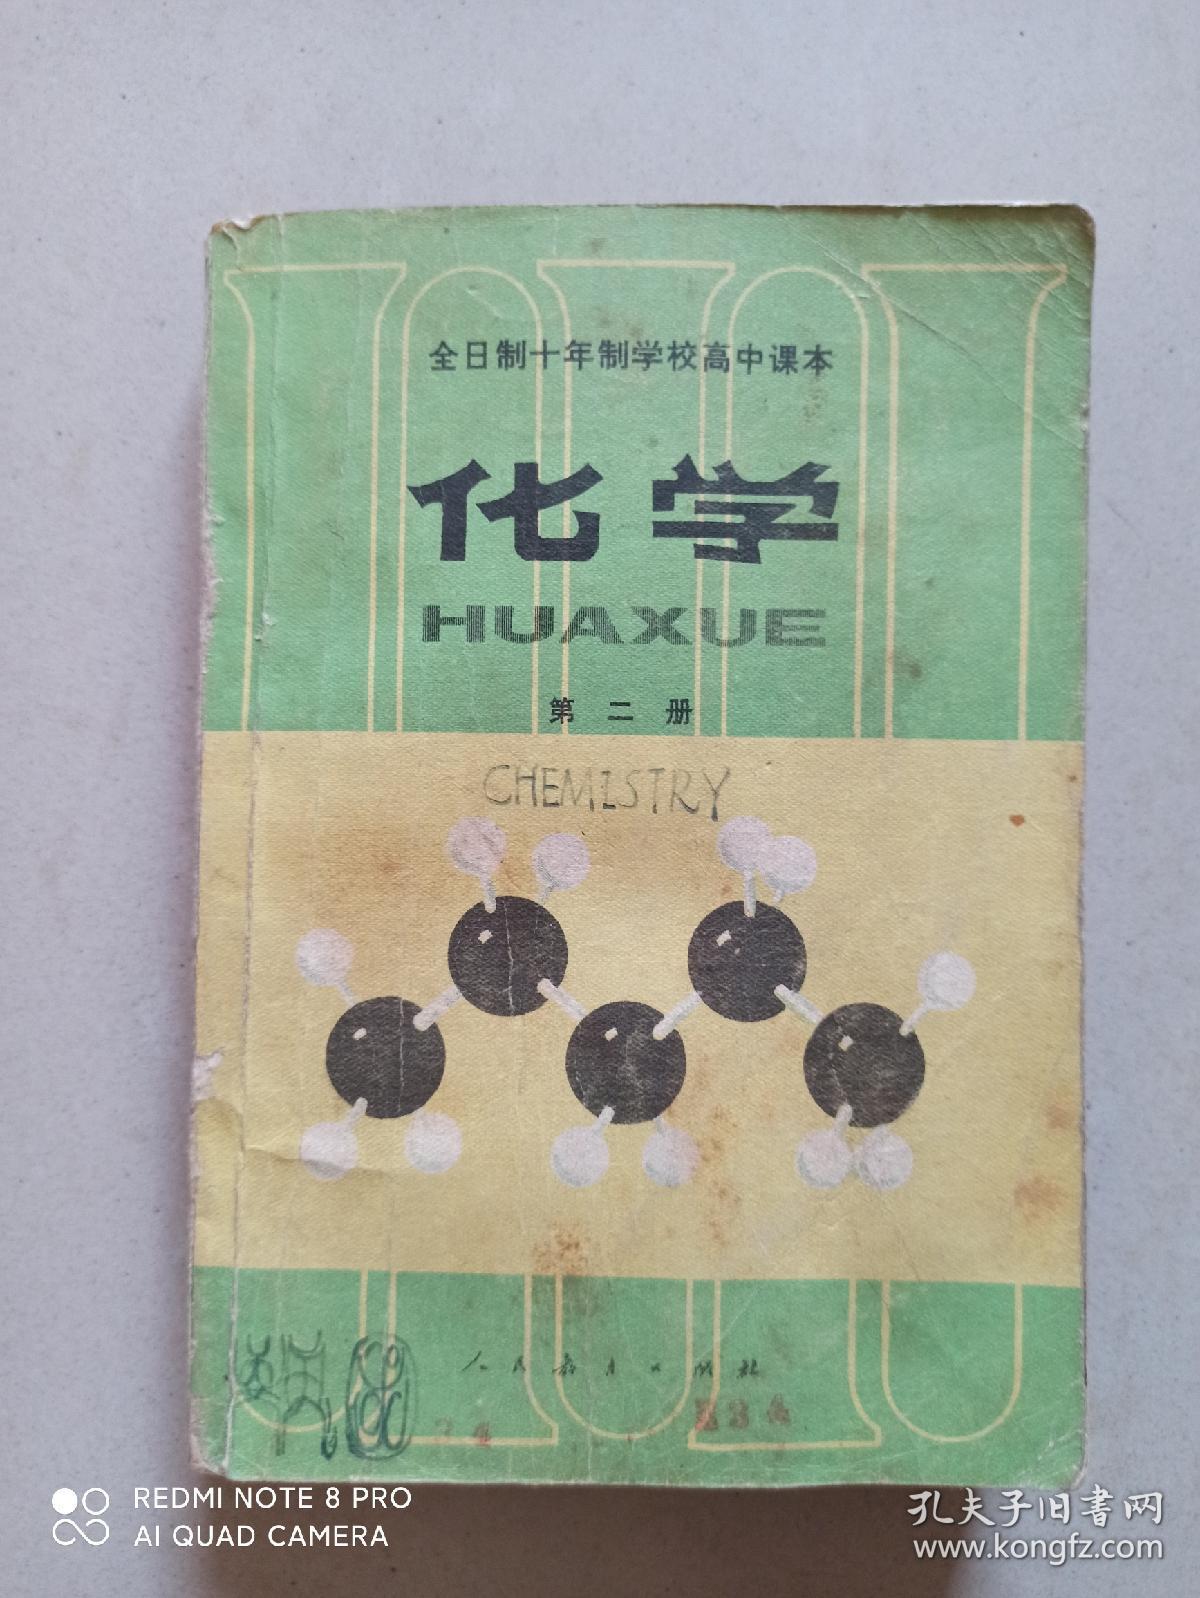 全日制十年制学校高中课本
化学
HUAXUE
第二册
CHEMISTRY
人民教育出版社
REDMI NOTE 8 PRO
AI QUAD CAMERA
孔夫子旧书网
www.kongfz.com